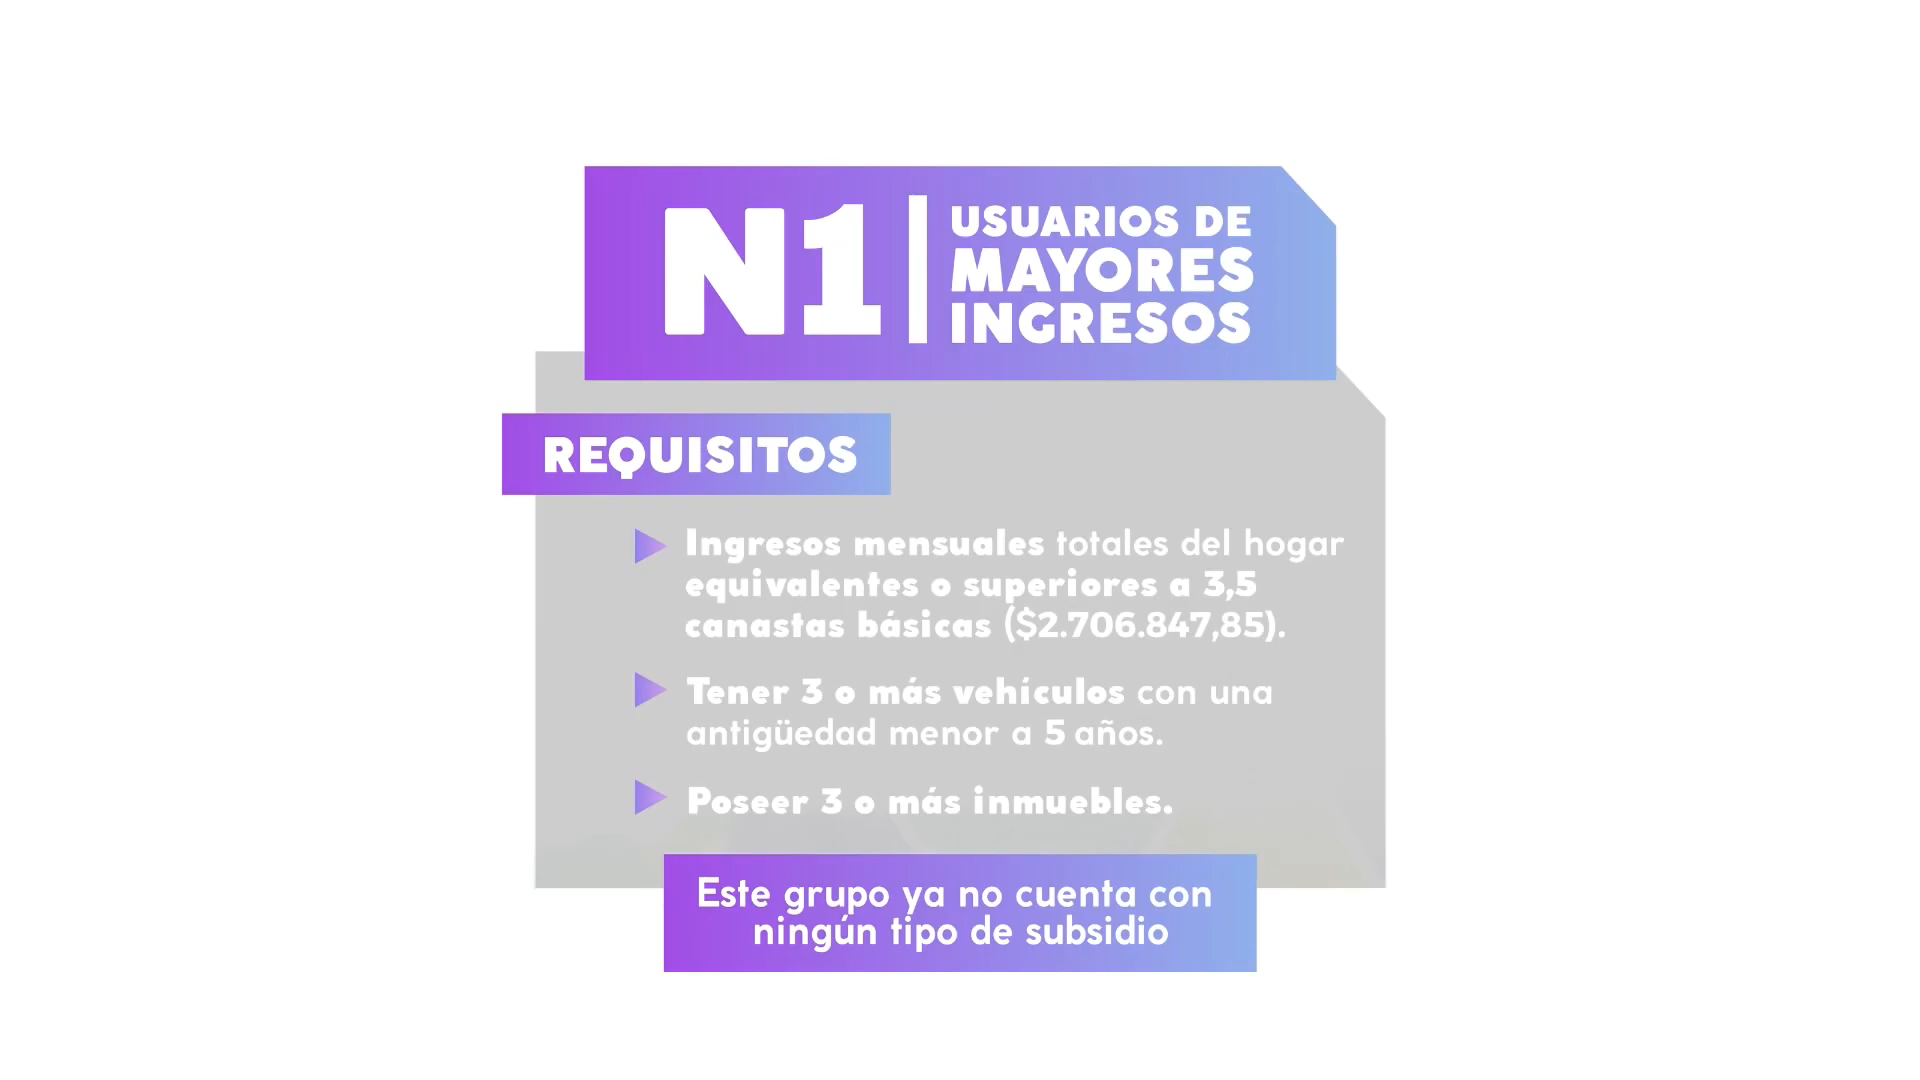 N1
USUARIOS DE
MAYORES
INGRESOS
REQUISITOS
Ingresos mensuales totales del hogar
equivalentes o superiores a 3,5
canastas básicas ($2.706.847,85).
Tener 3 o más vehículos con una
antigüedad menor a 5 años.
Poseer 3 o más inmuebles.
Este grupo ya no cuenta con
ningún tipo de subsidio